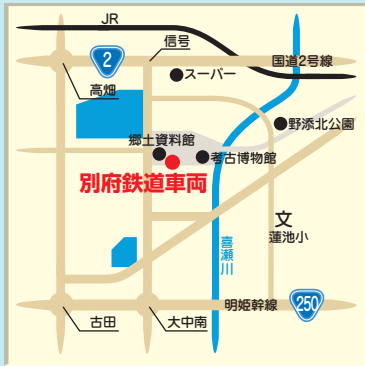 JR
信号
2
国道2号線
スーパー
高畑
野添北公園
郷土資料館
考古博物館
別府鉄道車両
文
蓮池小
喜瀬川
明姫幹線
250
古田
大中南